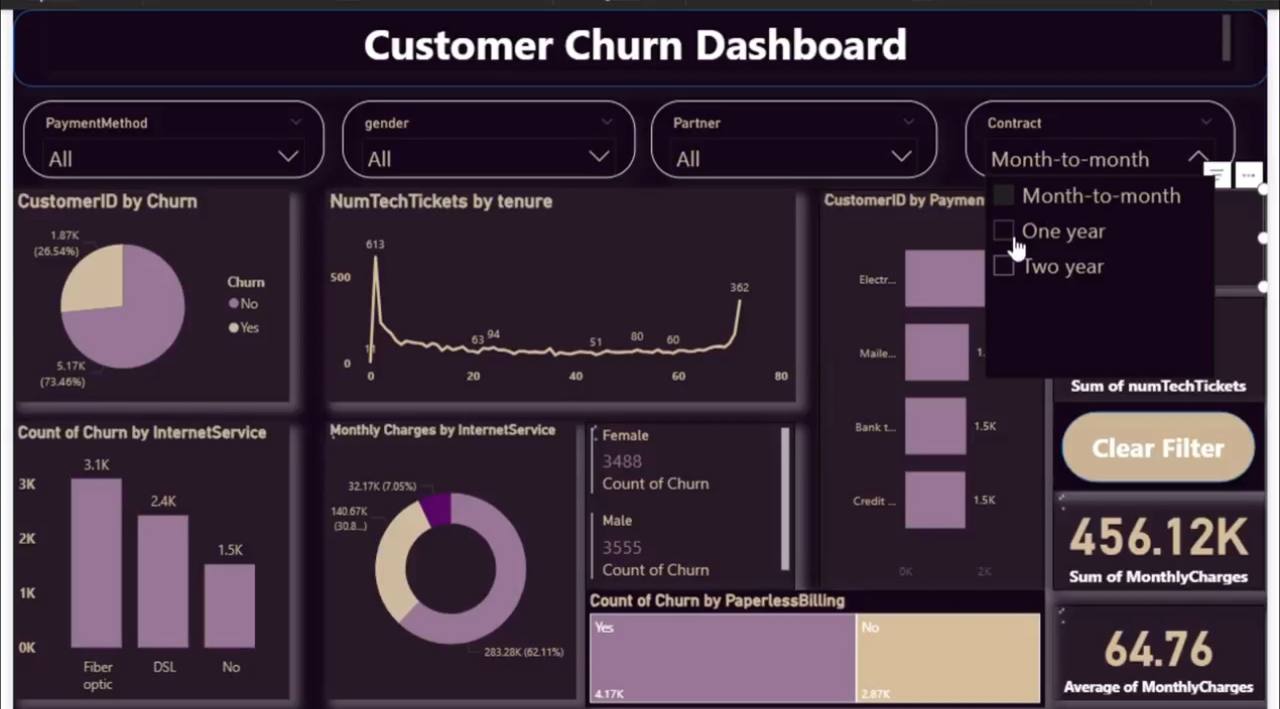 Customer Churn Dashboard
PaymentMethod
All
gender
All
Partner
All
Contract
Month-to-month
Month-to-month
One year
Two year
CustomerID by Churn
1.87K
(26.54%)
5.17K
(73.46%)
Churn
No
Yes
NumTechTickets by tenure
500
0
613
63
94
51
80
60
362
0
20
40
60
80
CustomerID by Paymen
Electr...
Maile...
1.
Bank t...
1.5K
Credit ...
1.5K
0K
2K
Sum of numTechTickets
Clear Filter
456.12K
Sum of MonthlyCharges
64.76
Average of MonthlyCharges
Count of Churn by InternetService
3K
2K
1K
0K
3.1K
2.4K
1.5K
Fiber
optic
DSL
No
Monthly Charges by InternetService
32.17K (7.05%)
140.67K
(30.8...)
283.28K (62.11%)
Female
3488
Count of Churn
Male
3555
Count of Churn
Count of Churn by PaperlessBilling
Yes
4.17K
No
2.87K